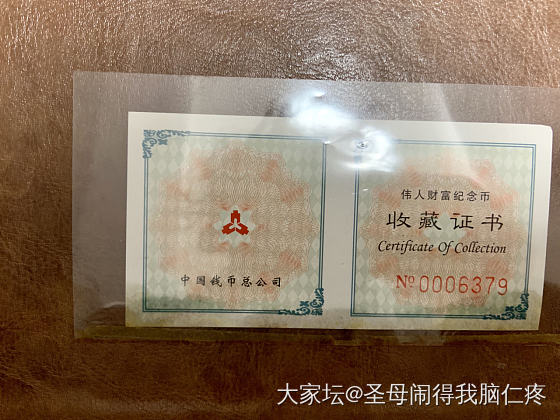 中国钱币总公司
伟人财富纪念币
收藏证书
Certificate Of Collection
№0006379
大家坛@圣母闹得我脑仁疼